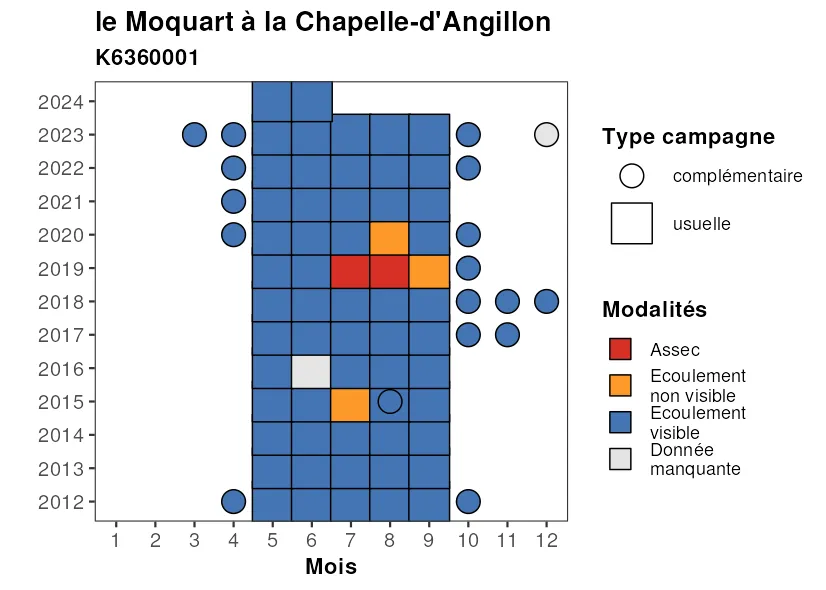 le Moquart à la Chapelle-d'Angillon
K6360001
2024
2023
2022
2021
2020
2019
2018
2017
2016
2015
2014
2013
2012
1 2 3 4 5 6 7 8 9 10 11 12
Mois
Type campagne
complémentaire
usuelle
Modalités
Assec
Ecoulement
non visible
Ecoulement
visible
Donnée
manquante